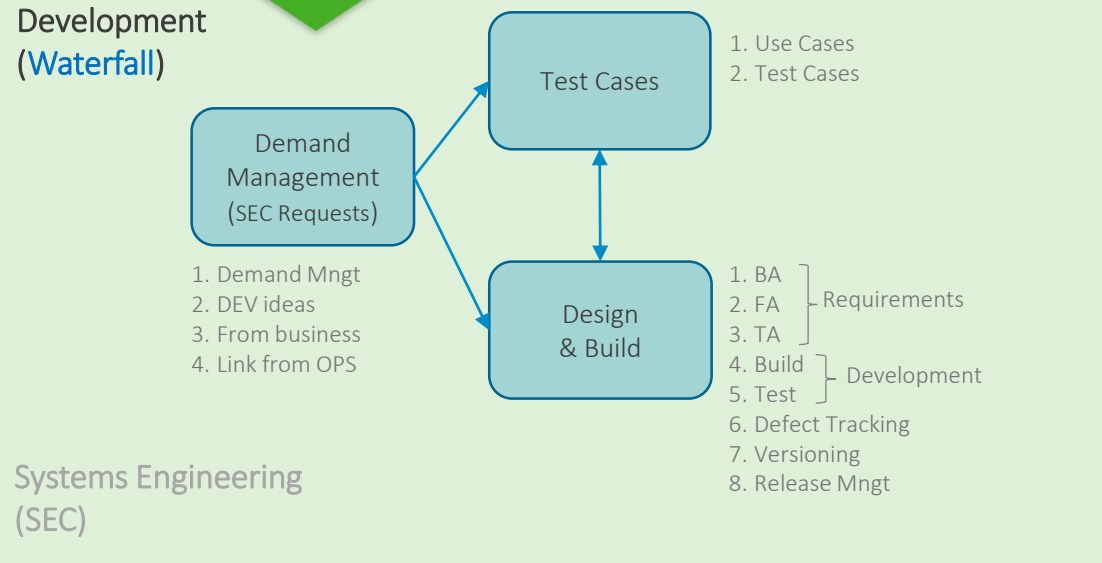 Development
(Waterfall)
Test Cases
1. Use Cases
2. Test Cases
Demand
Management
(SEC Requests)
1. Demand Mngt
2. DEV ideas
3. From business
4. Link from OPS
Design
& Build
1. BA
2. FA
3. TA
Requirements
4. Build
5. Test
Development
6. Defect Tracking
7. Versioning
8. Release Mngt
Systems Engineering
(SEC)